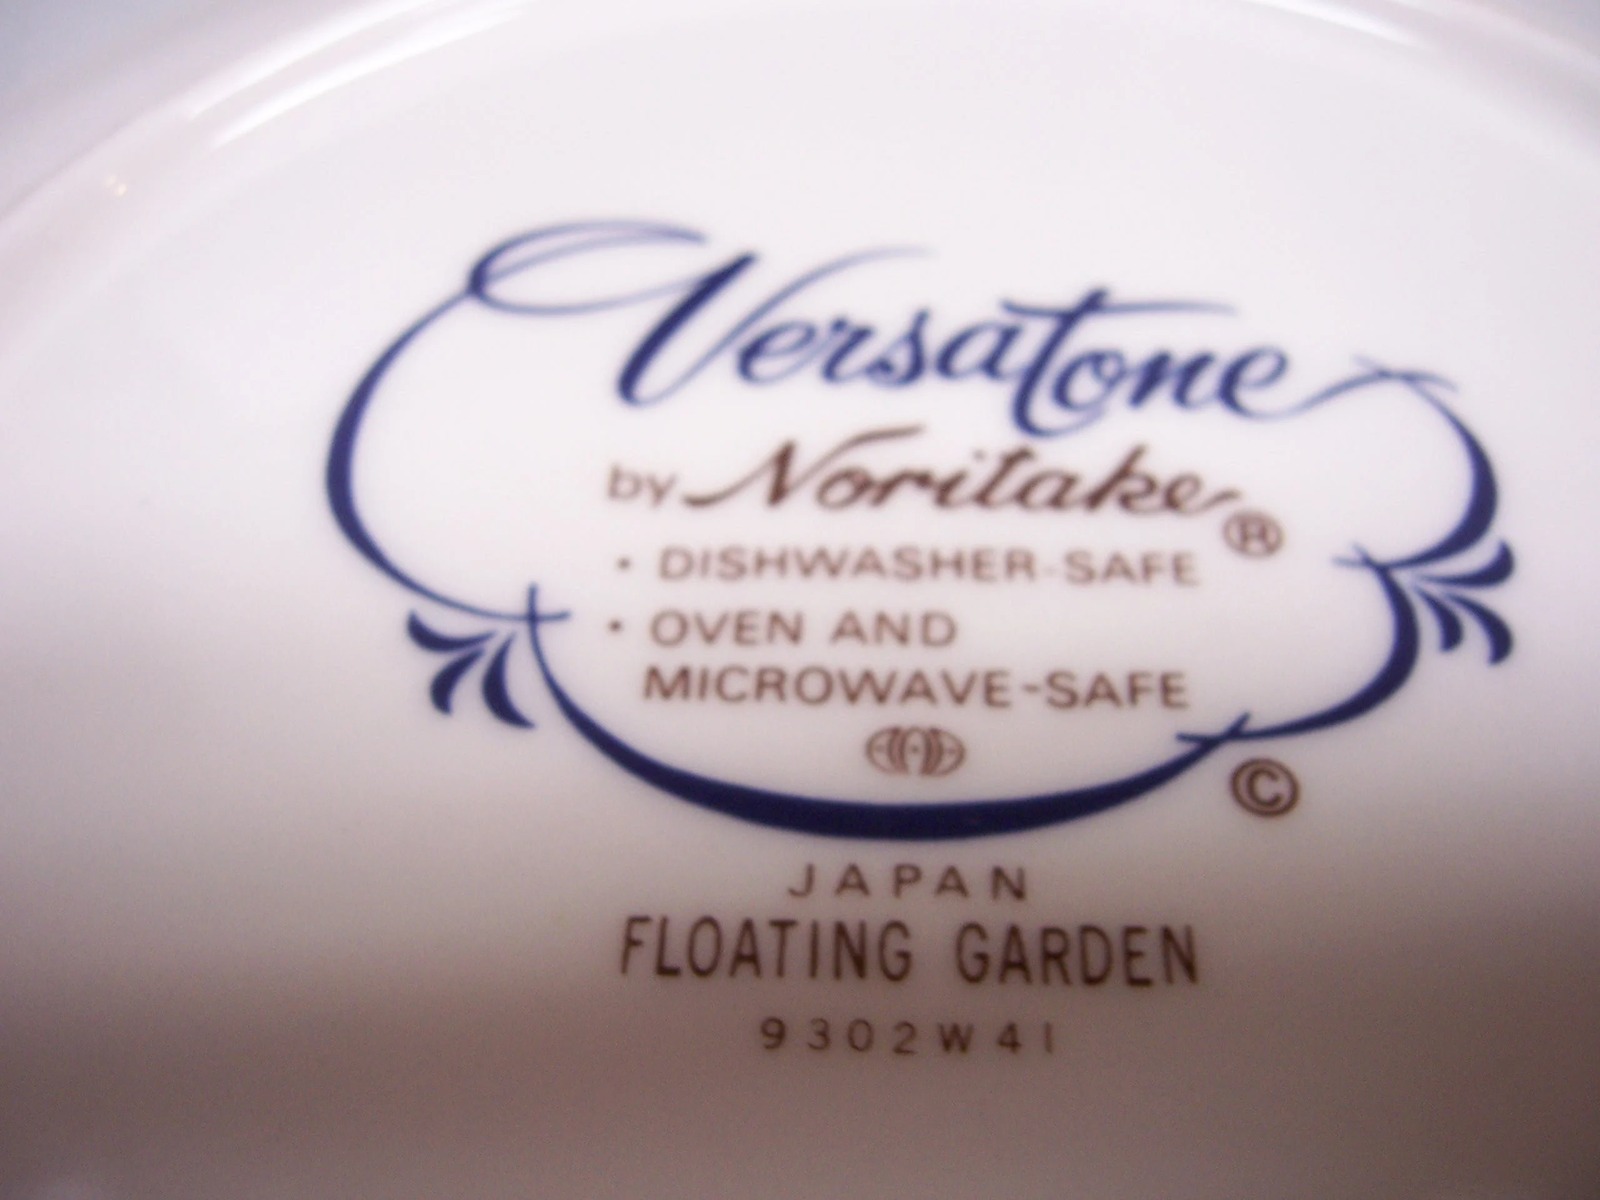 Versatone
by Noritake ®
· DISHWASHER-SAFE
· OVEN AND
MICROWAVE-SAFE
©
JAPAN
FLOATING GARDEN
9302W41